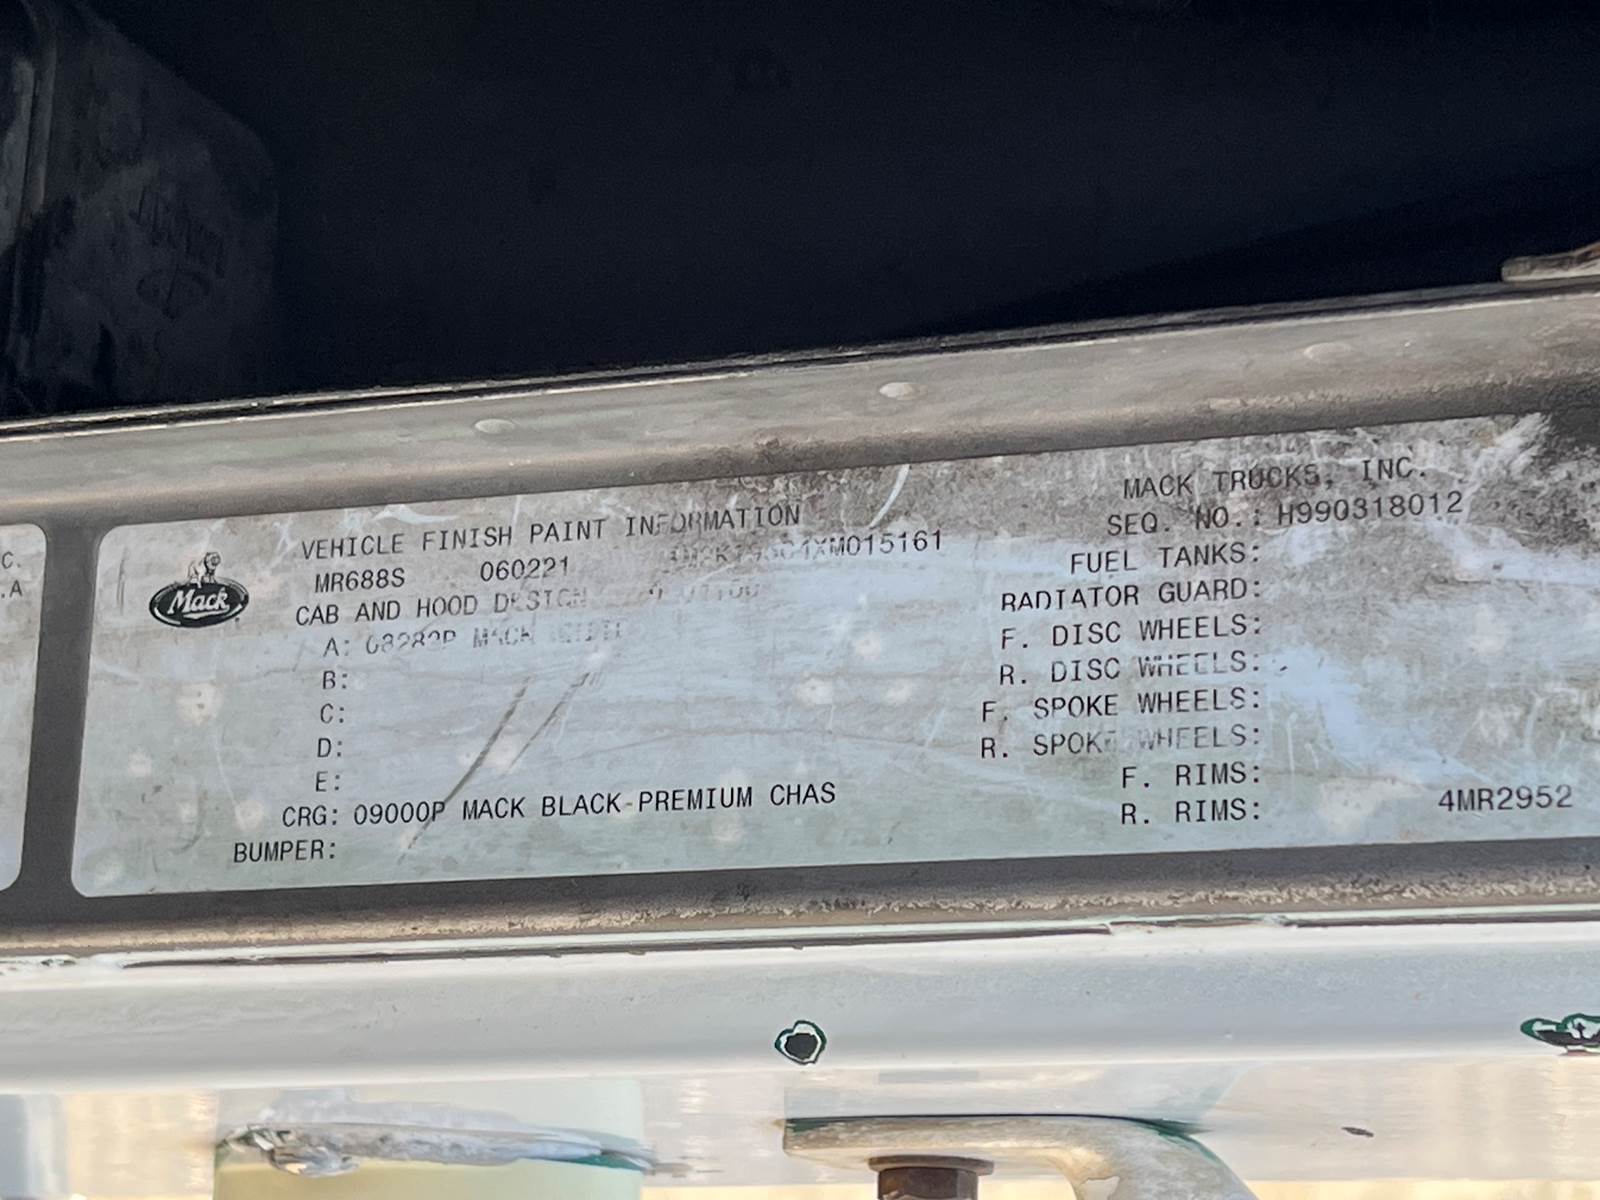 C.
.A
Mack
VEHICLE FINISH PAINT INFORMATION
MR688S 060221
CAB AND HOOD DESIGN
A: MACK
B:
C:
D:
E:
CRG: 09000P MACK BLACK-PREMIUM CHAS
BUMPER:
MACK TRUCKS, INC.
SEQ. NO.: H990318012
FUEL TANKS:
RADIATOR GUARD:
F. DISC WHEELS:
R. DISC WHEELS:
F. SPOKE WHEELS:
R. SPOKE WHEELS:
F. RIMS:
R. RIMS:
4MR2952